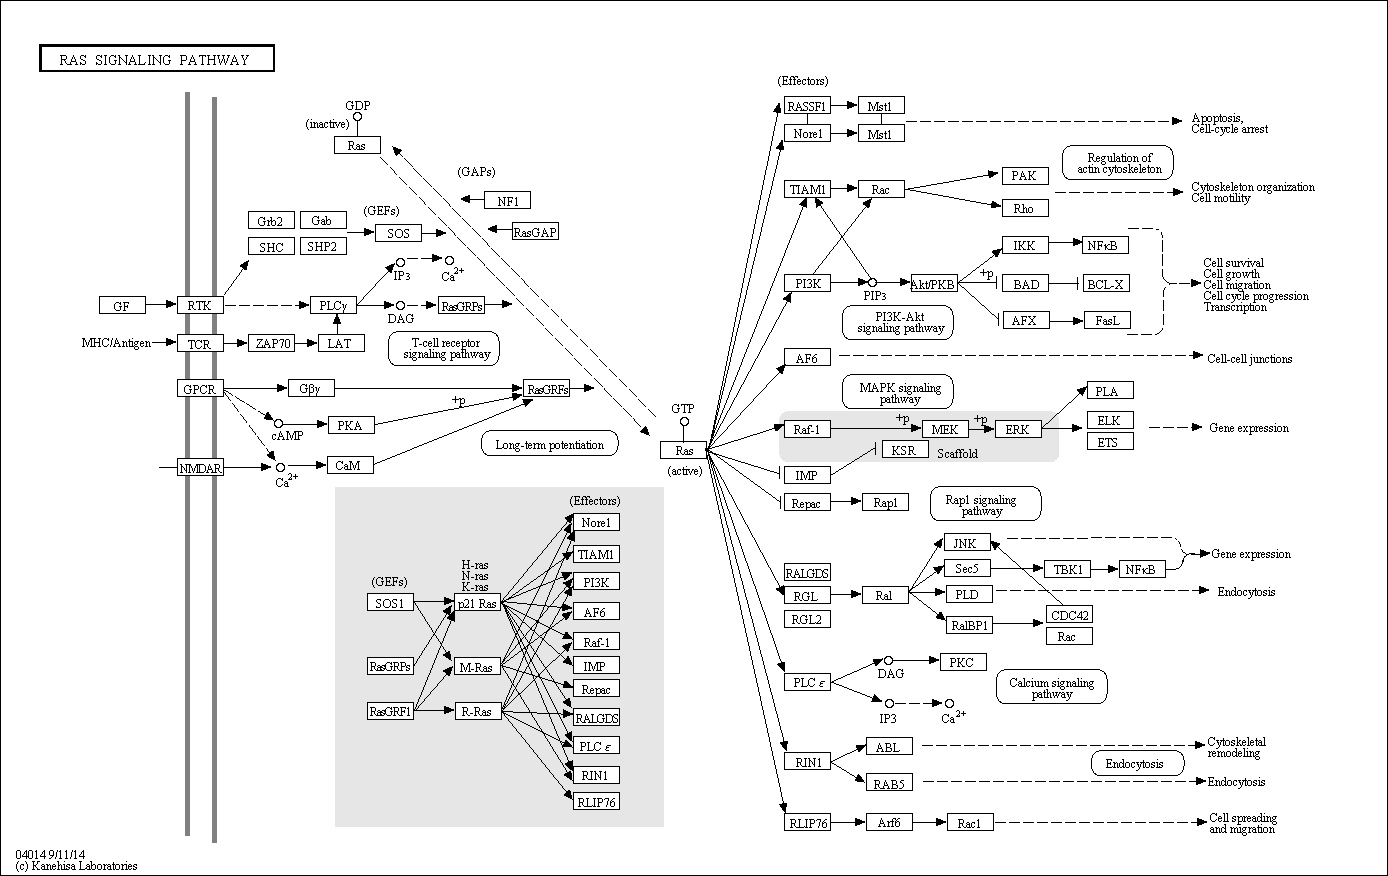 RAS SIGNALING PATHWAY
GDP
(inactive)
Ras
(GAPs)
NF1
RasGAP
Grb2
Gab
(GEFs)
SHC
SHP2
SOS
IP3
Ca2+
GF
RTK
PLCγ
DAG
RasGRPs
MHC/Antigen
TCR
ZAP70
LAT
T-cell receptor
signaling pathway
GPCR
Gβγ
RasGRFs
+p
cAMP
PKA
Long-term potentiation
NMDAR
Ca2+
CaM
GTP
Ras
(active)
(Effectors)
Nore1
TIAM1
PI3K
AF6
Raf-1
IMP
Repac
RALGDS
PLC ε
RIN1
RLIP76
(GEFs)
H-ras
N-ras
K-ras
SOS1
p21 Ras
RasGRPs
M-Ras
RasGRF1
R-Ras
(Effectors)
RASSF1
Mst1
Nore1
Mst1
Apoptosis,
Cell-cycle arrest
Regulation of
actin cytoskeleton
TIAM1
Rac
PAK
Rho
Cytoskeleton organization
Cell motility
PI3K
PIP3
Akt/PKB
+p
IKK
NFκB
BAD
BCL-X
AFX
FasL
Cell survival
Cell growth
Cell migration
Cell cycle progression
Transcription
PI3K-Akt
signaling pathway
AF6
Cell-cell junctions
MAPK signaling
pathway
Raf-1
+p
MEK
+p
ERK
KSR
Scaffold
PLA
ELK
ETS
Gene expression
IMP
Repac
Rap1
Rap1 signaling
pathway
RALGDS
RGL
RGL2
Ral
JNK
Sec5
TBK1
NFκB
Gene expression
PLD
Endocytosis
RalBP1
CDC42
Rac
PLC ε
DAG
PKC
IP3
Ca2+
Calcium signaling
pathway
RIN1
ABL
Cytoskeletal
remodeling
RAB5
Endocytosis
Endocytosis
RLIP76
Arf6
Rac1
Cell spreading
and migration
04014 9/11/14
(c) Kanehisa Laboratories